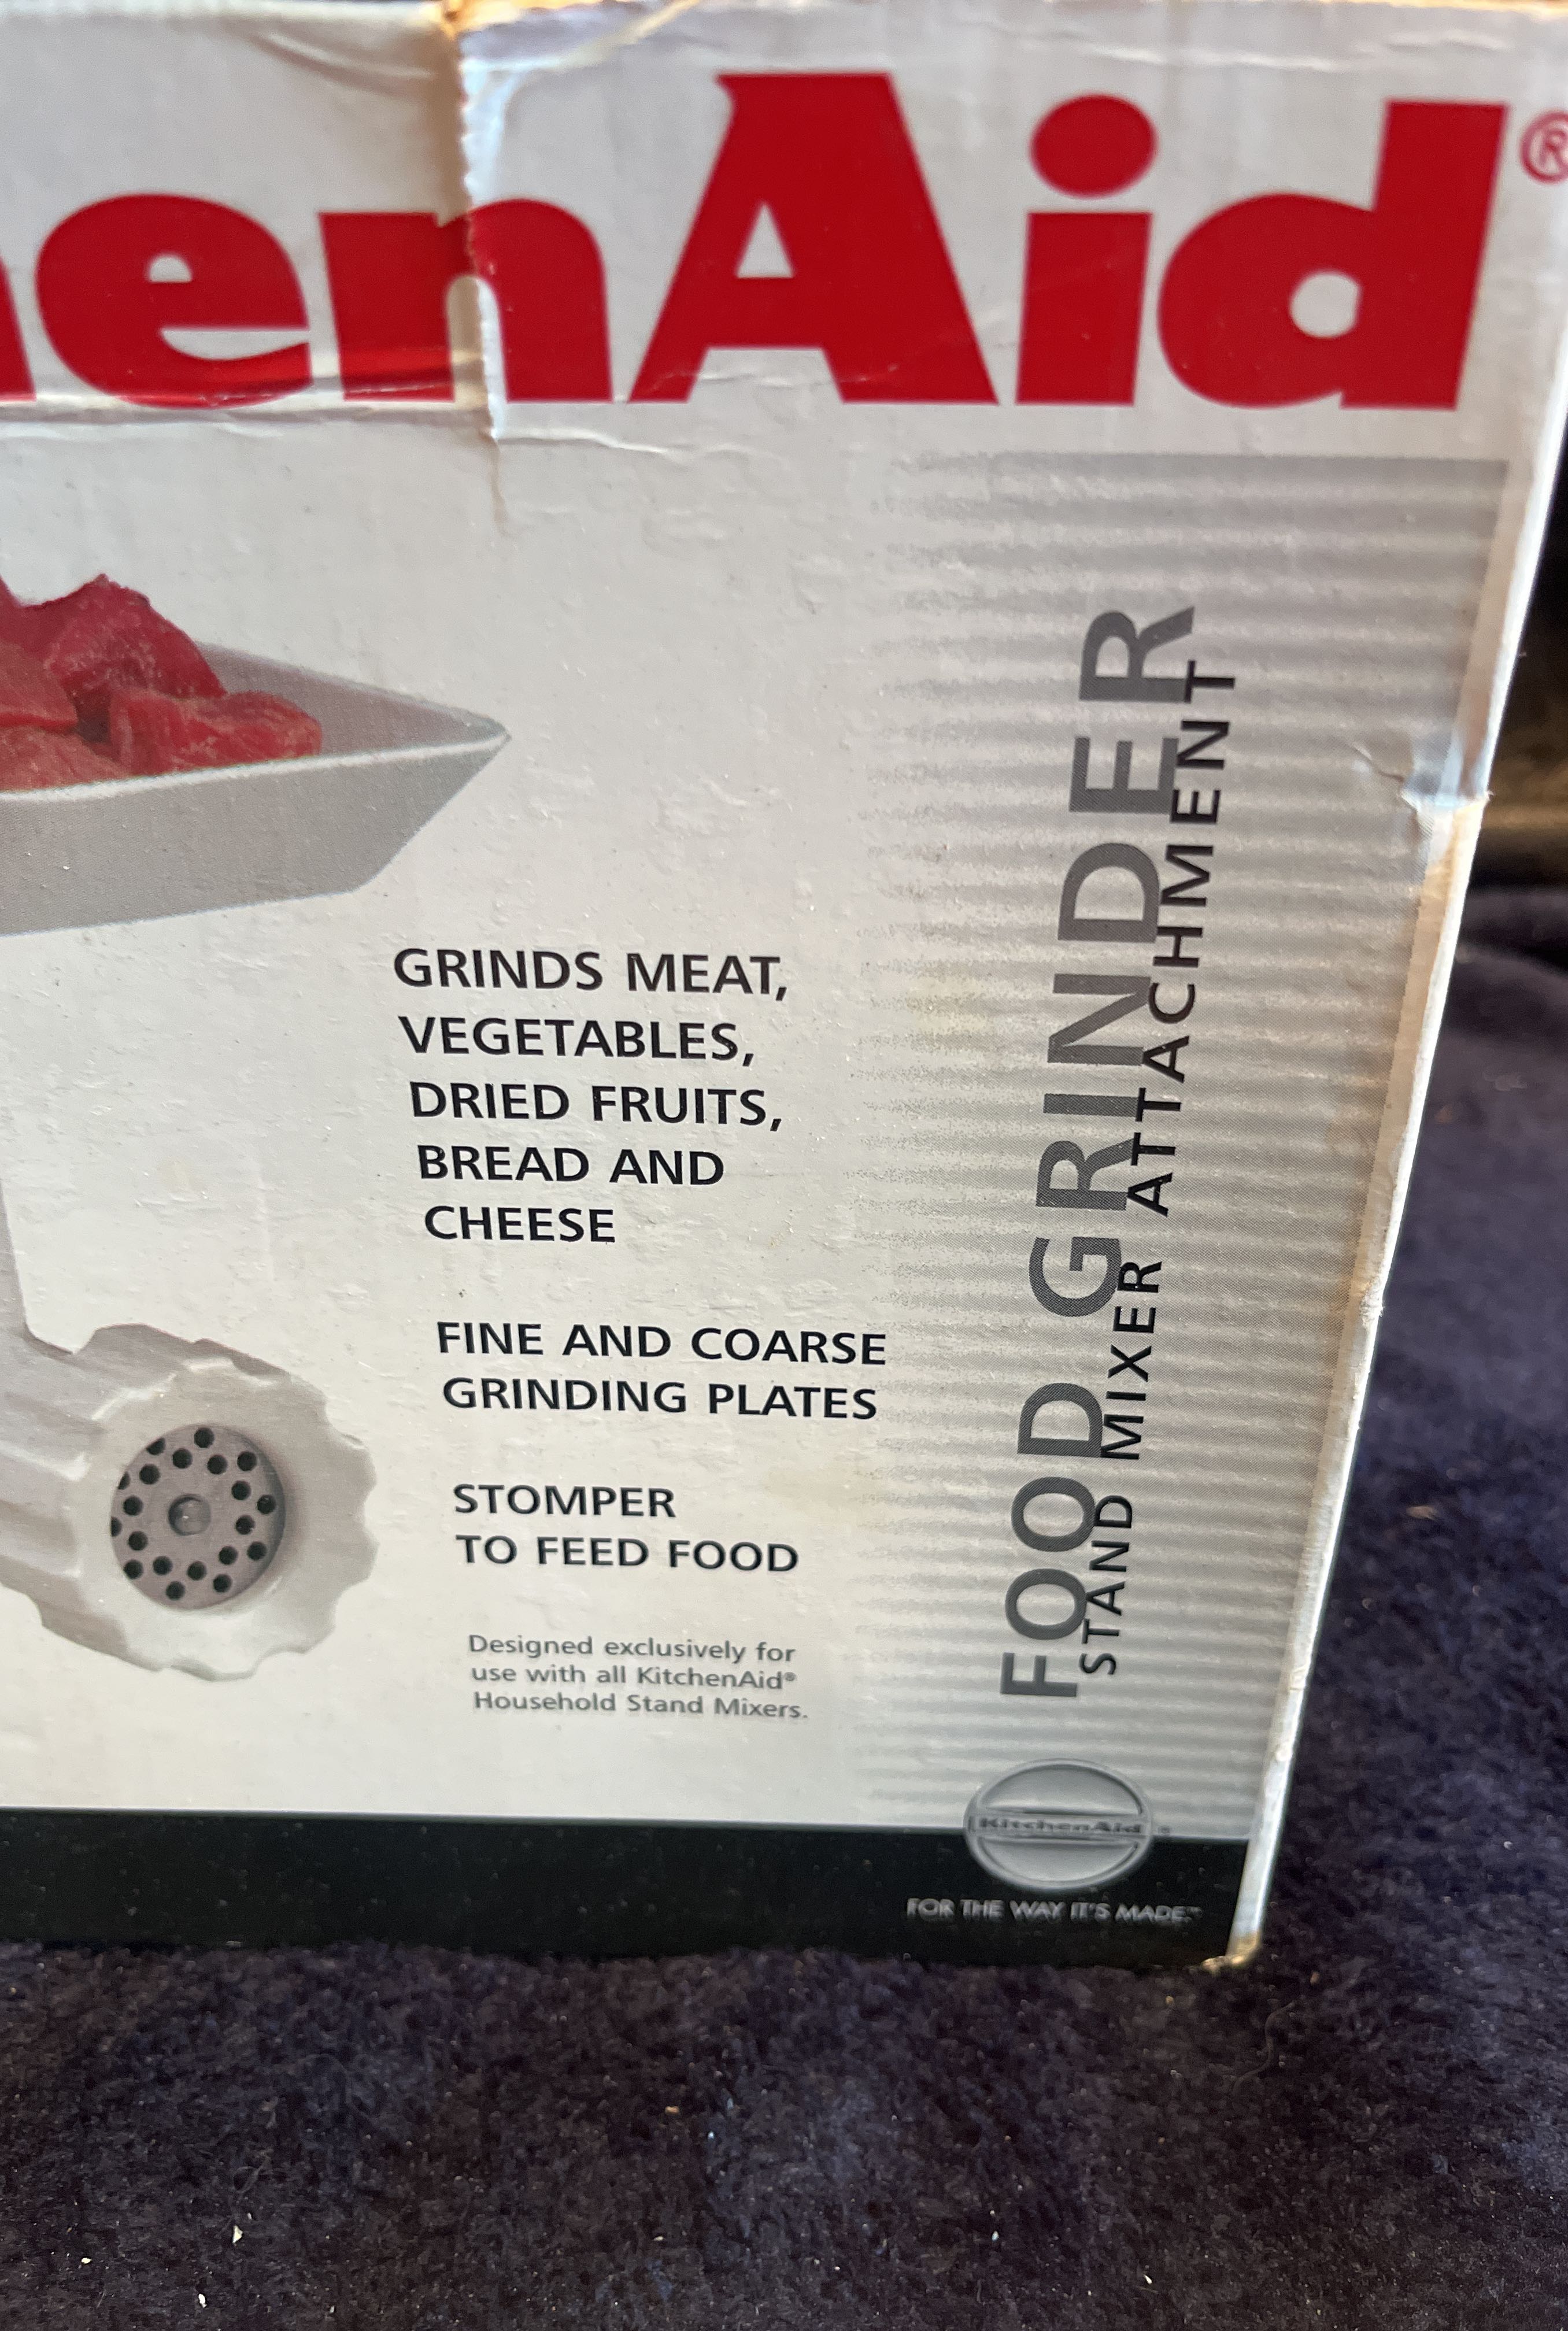 enAid®
GRINDS MEAT,
VEGETABLES,
DRIED FRUITS,
BREAD AND
CHEESE
FINE AND COARSE
GRINDING PLATES
STOMPER
TO FEED FOOD
Designed exclusively for
use with all KitchenAid®
Household Stand Mixers.
FOOD GRINDER
STAND MIXER ATTACHMENT
KitchenAid®
FOR THE WAY IT'S MADE.™